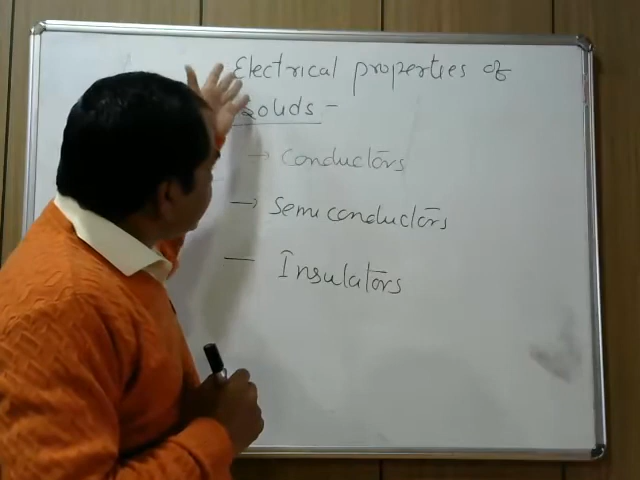 Electrical properties of
Solids -
→ Conductors
→ Semiconductors
— Insulators